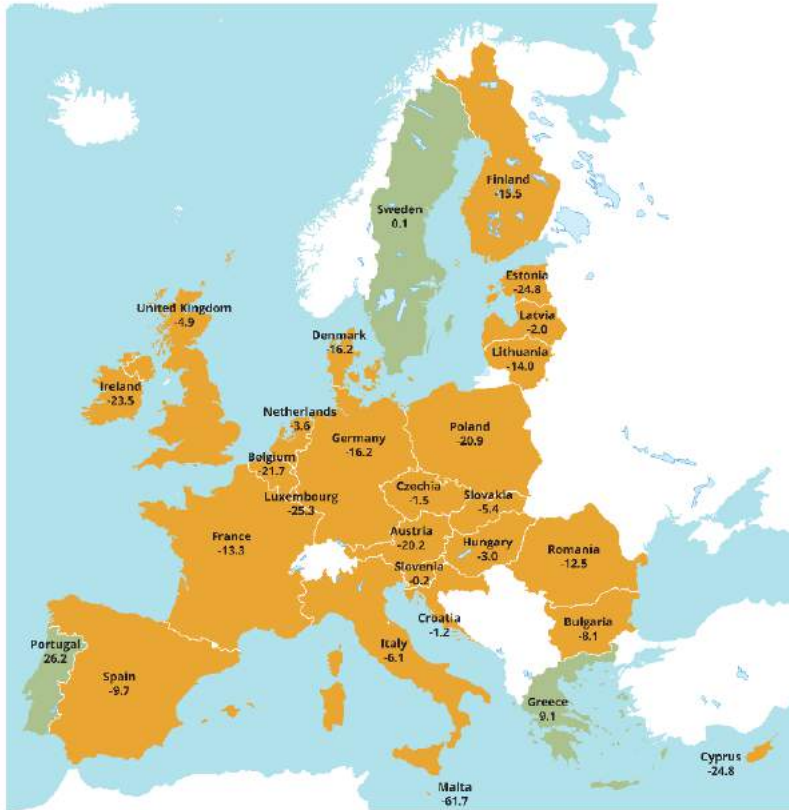 Finland
-15.5
Sweden
0.1
Estonia
-24.8
United Kingdom
-4.9
Latvia
-2.0
Denmark
-16.2
Lithuania
-14.0
Ireland
-23.5
Netherlands
-3.6
Germany
-16.2
Poland
-20.9
Belgium
-21.7
Czechia
-1.5
Slovakia
-5.4
Luxembourg
-25.3
France
-13.3
Austria
-20.2
Hungary
-3.0
Romania
-12.5
Slovenia
-0.2
Croatia
-1.2
Bulgaria
-8.1
Portugal
26.2
Italy
-6.1
Spain
-9.7
Greece
9.1
Cyprus
-24.8
Malta
-61.7